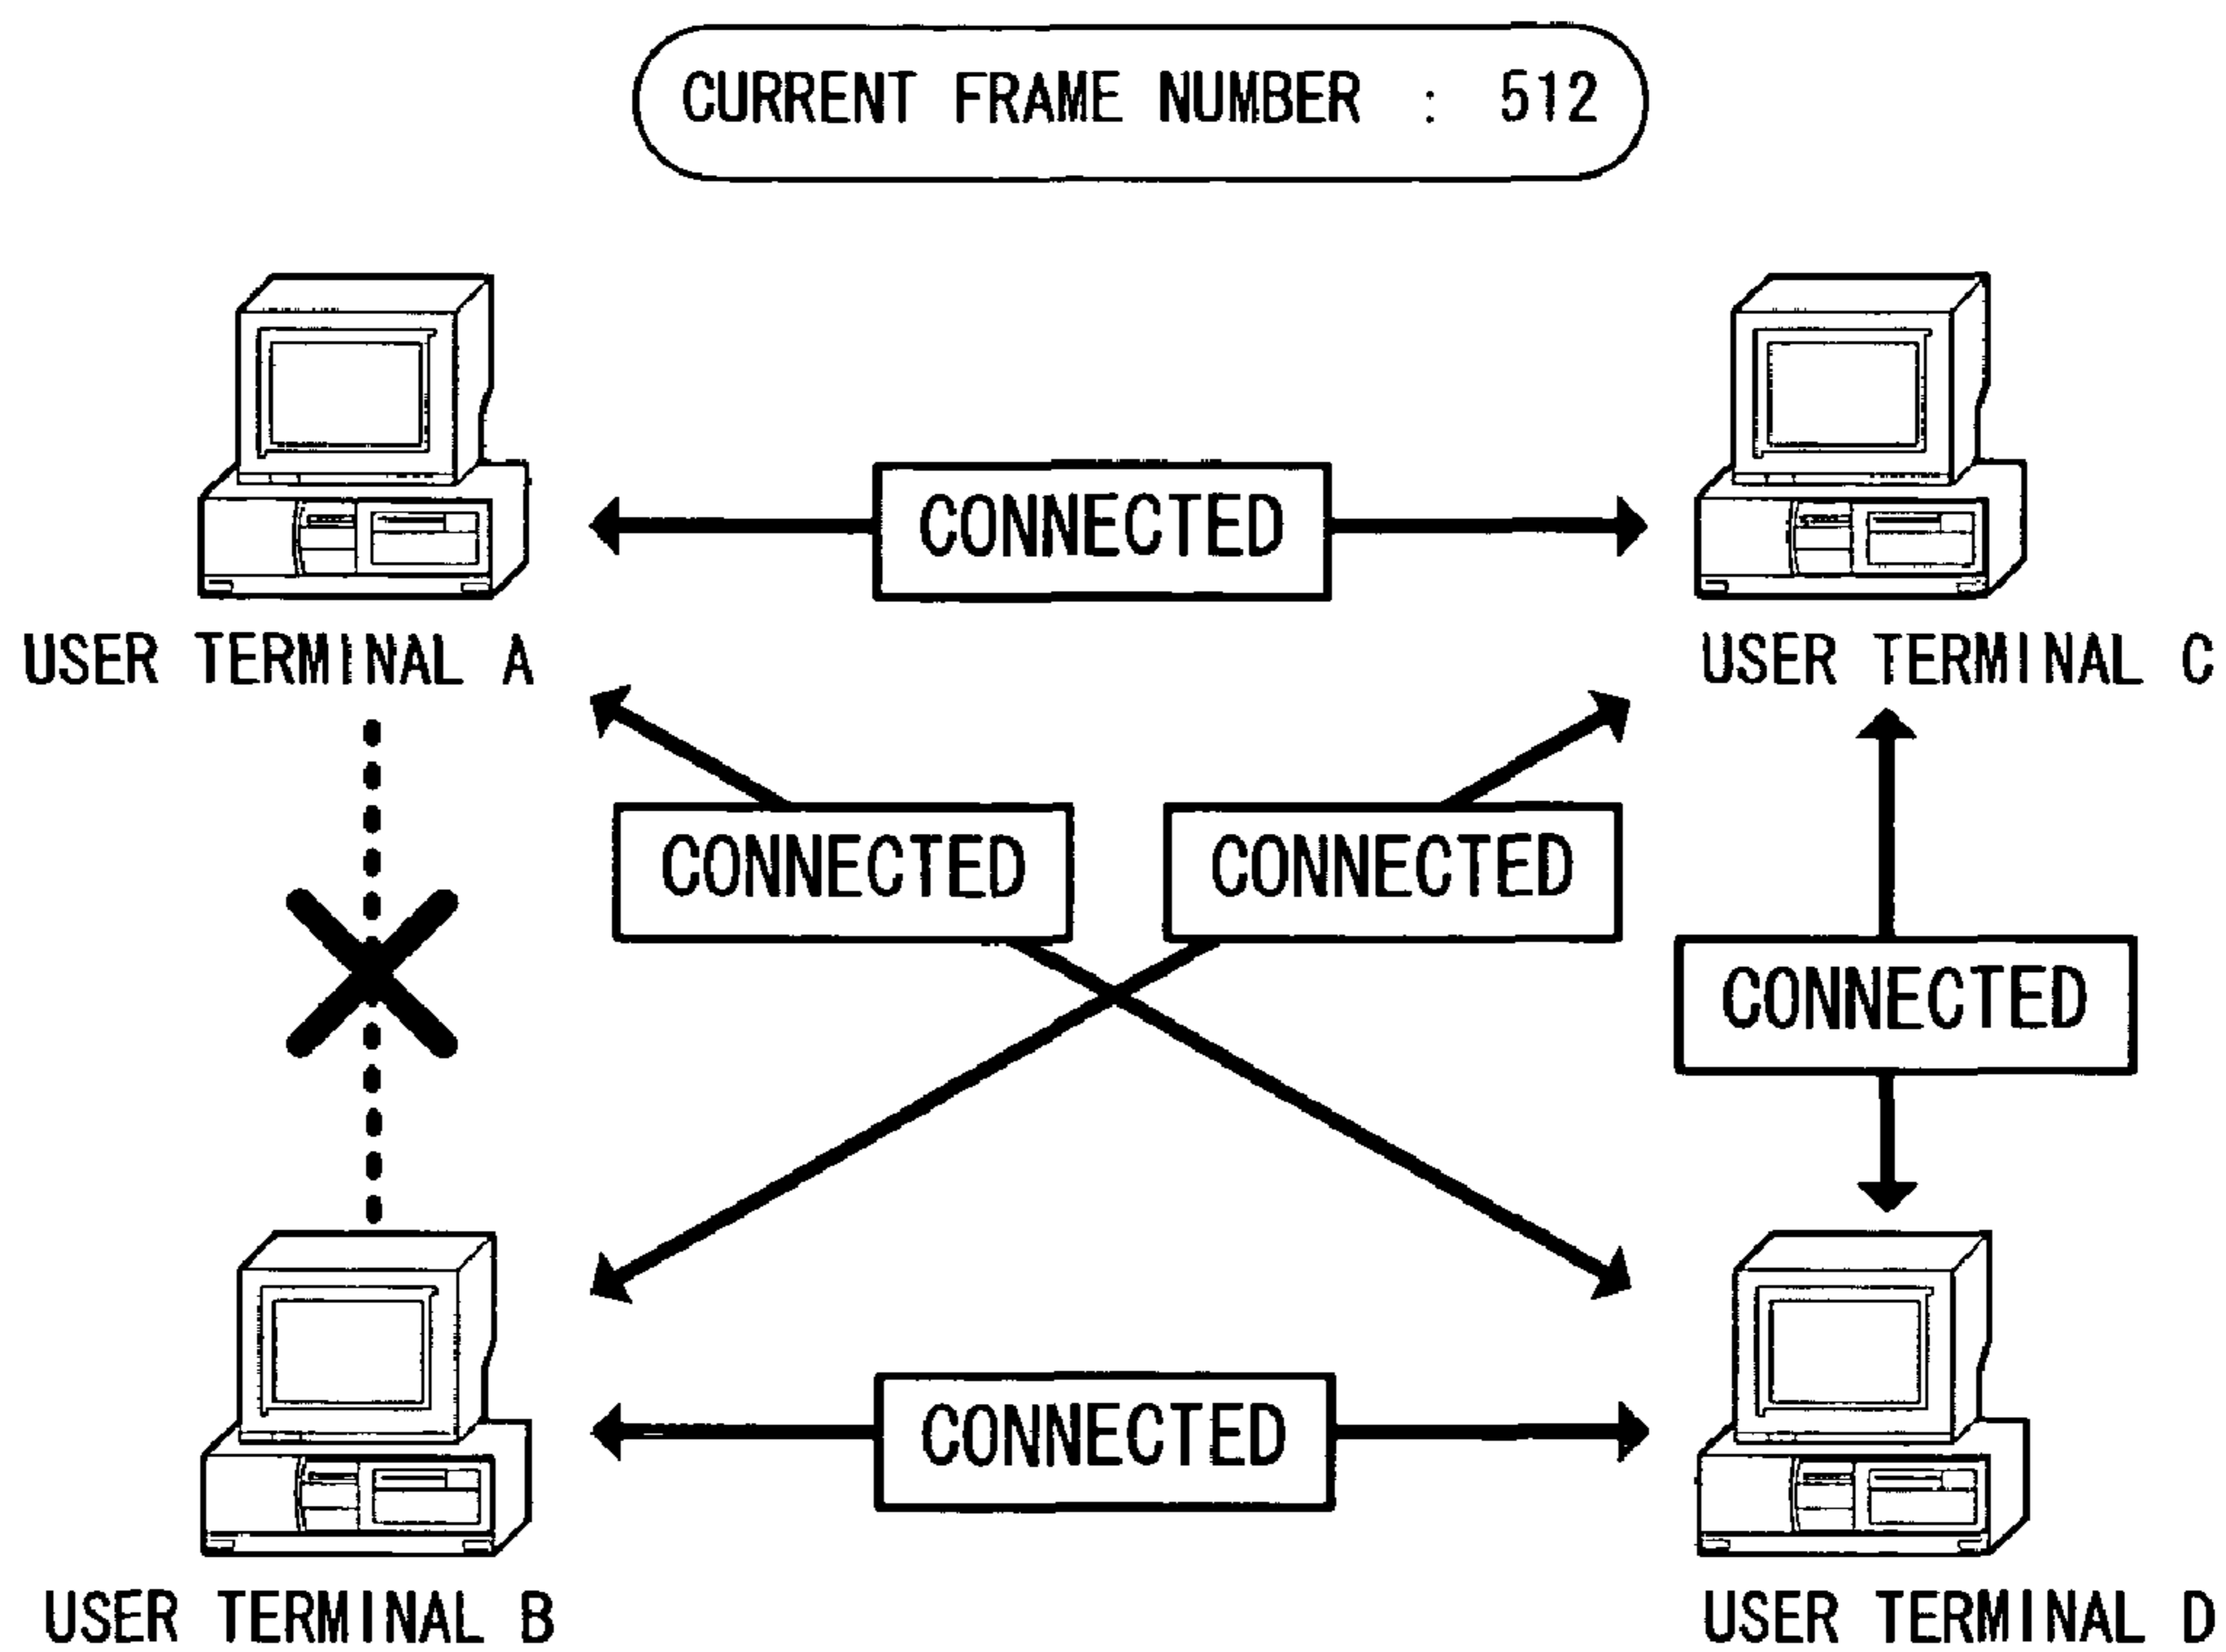 CURRENT FRAME NUMBER : 512
CONNECTED
USER TERMINAL A
USER TERMINAL C
CONNECTED
CONNECTED
CONNECTED
CONNECTED
USER TERMINAL B
USER TERMINAL D